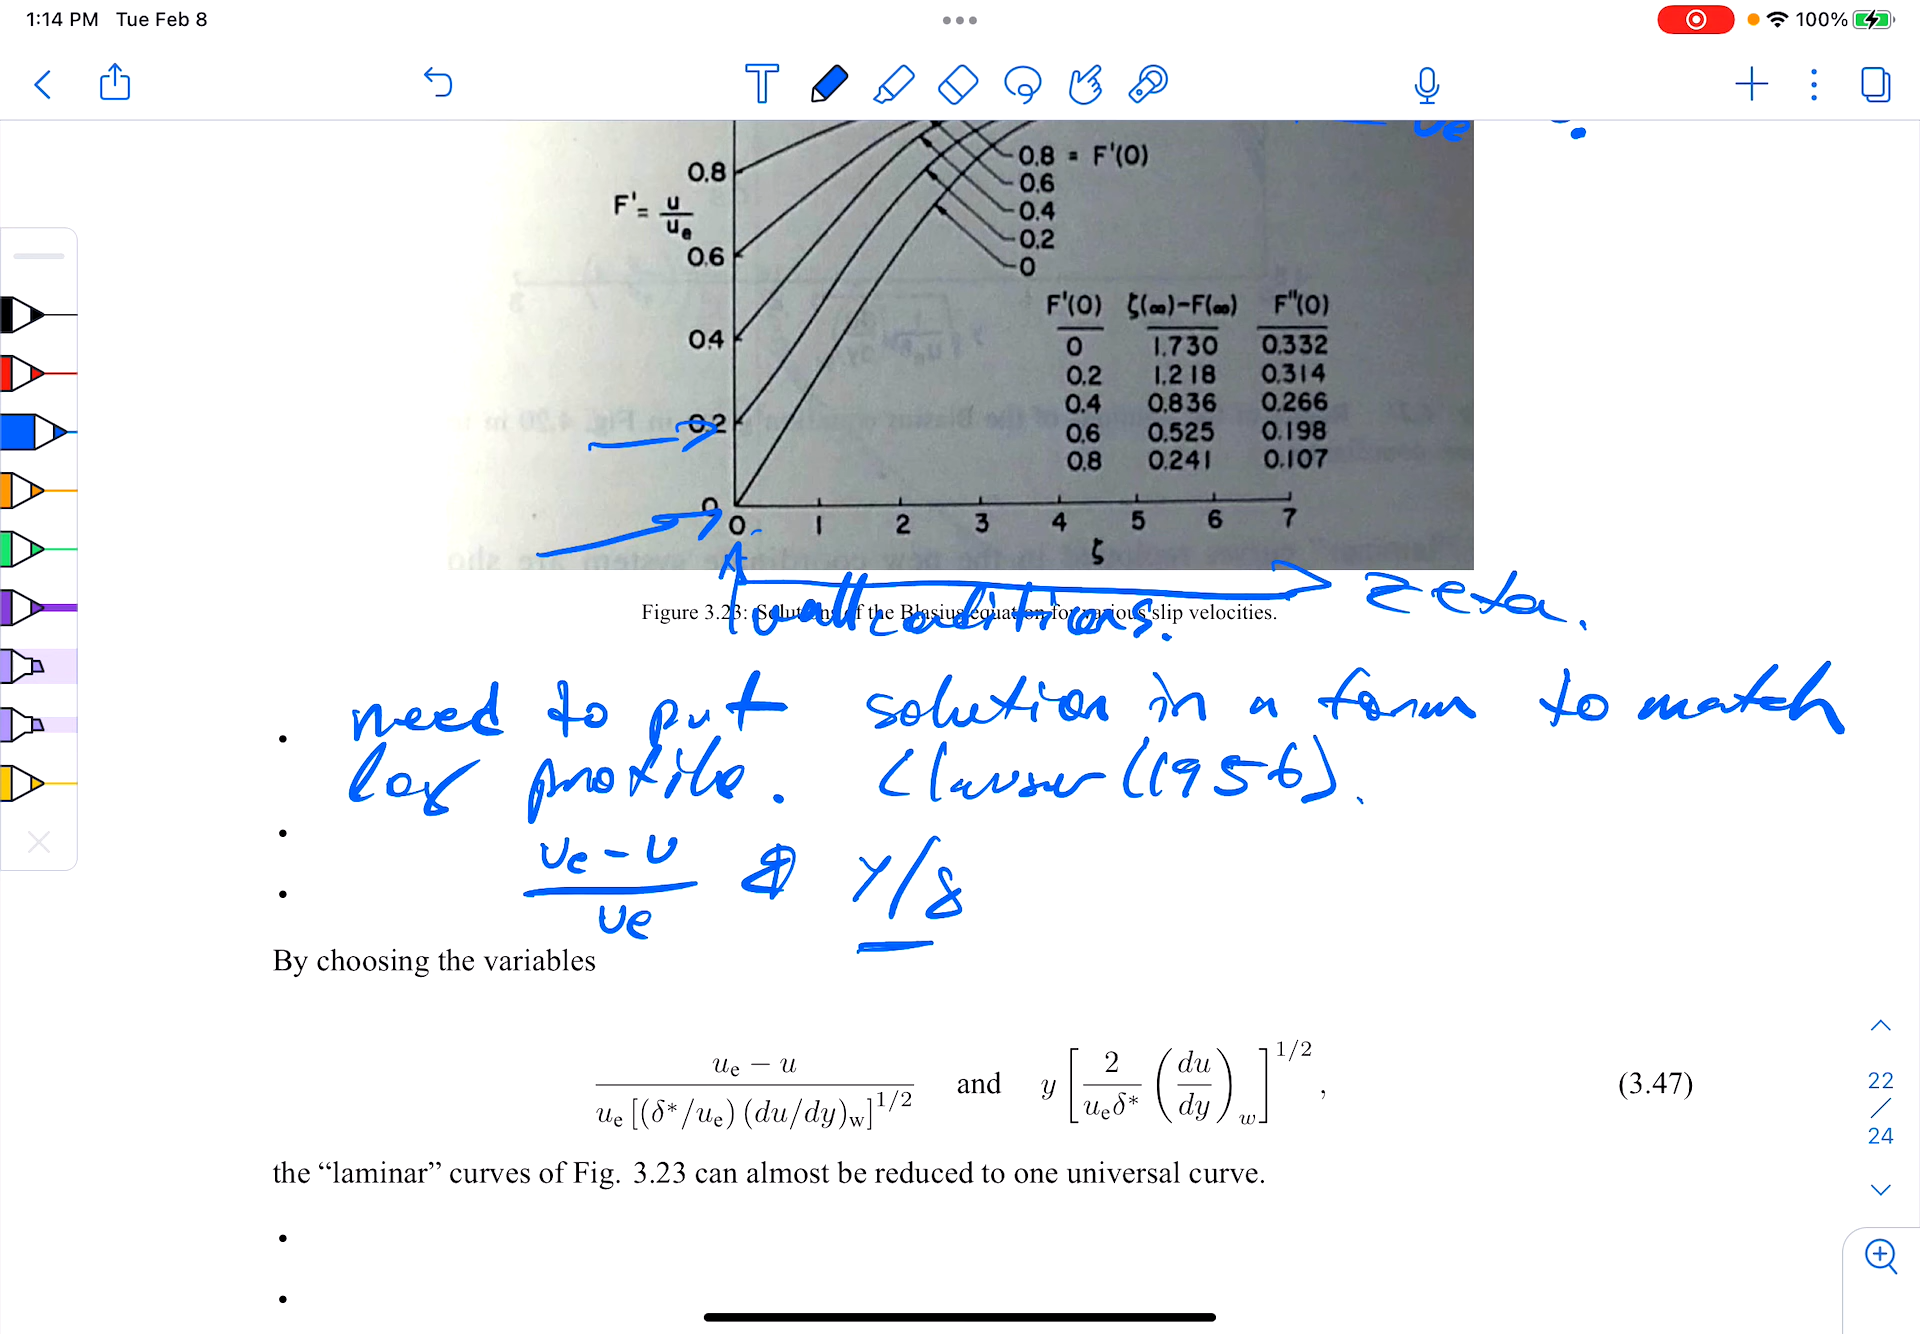 1:14 PM Tue Feb 8
100%
T
ue
0.8
0.8 = F'(0)
0.6
F' = u/ue
0.4
0.2
0.6
0
F'(0) ζ(∞)-F(∞) F"(0)
0.4
0 1.730 0.332
0.2 1.218 0.314
0.4 0.836 0.266
0.2
0.6 0.525 0.198
0.8 0.241 0.107
0
0 1 2 3 4 5 6 7
ζ
zeta.
Figure 3.23: Solutions of the Blasius equation for various slip velocities.
wall conditions.
need to put solution in a form to match
log profile. Clauser (1956).
(ue - u)/ue & y/δ
By choosing the variables
(u_e − u) / (u_e [(δ*/u_e) (du/dy)_w]^{1/2}) and y [ (2/(u_e δ*)) (du/dy)_w ]^{1/2}, (3.47)
the “laminar” curves of Fig. 3.23 can almost be reduced to one universal curve.
22
/
24